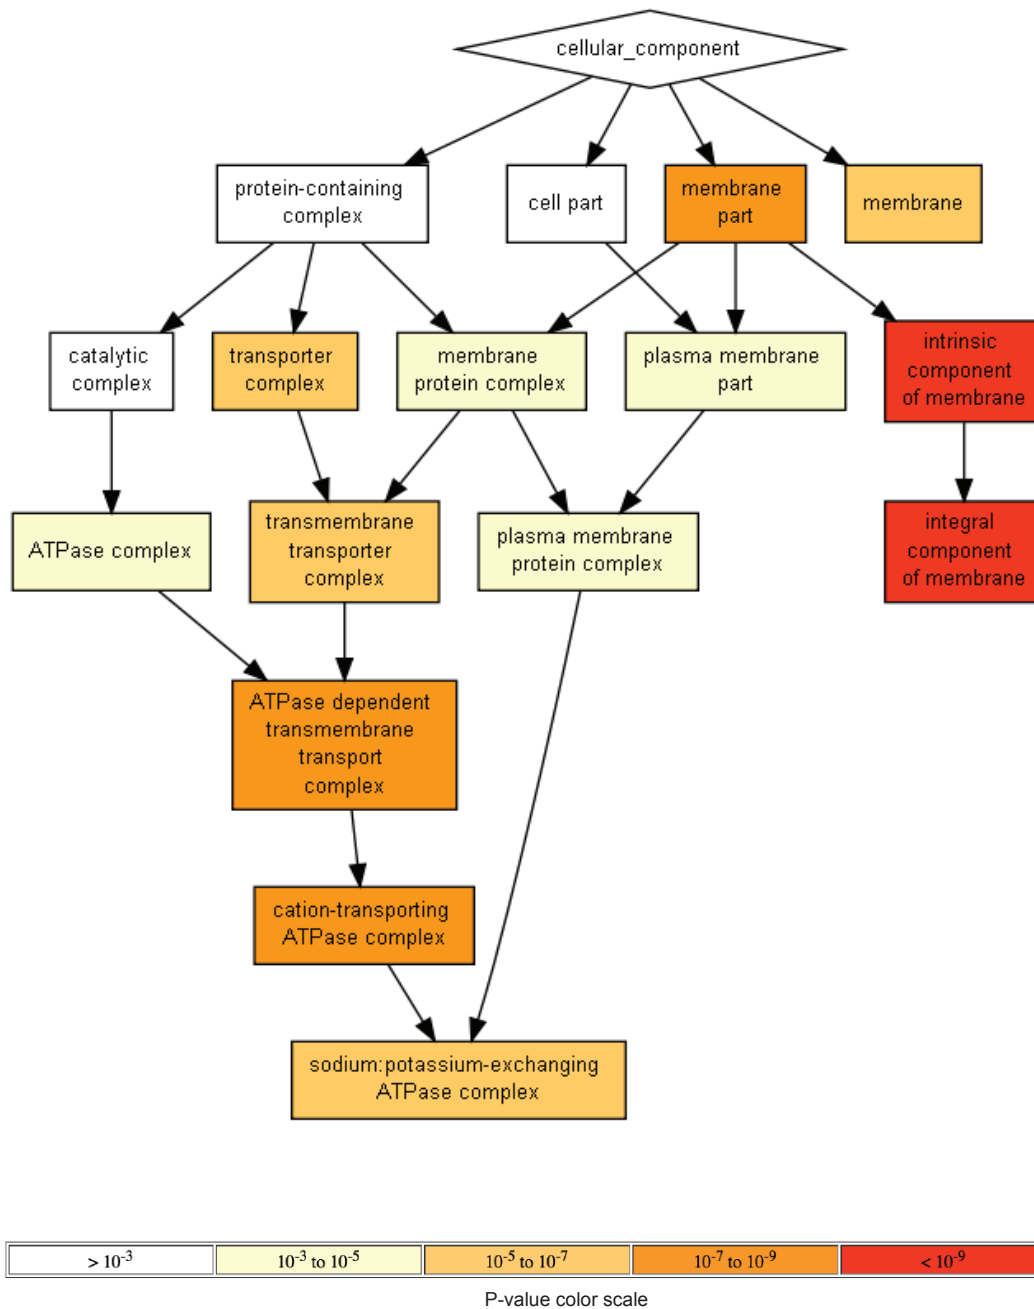 cellular_component
protein-containing
complex
cell part
membrane
part
membrane
catalytic
complex
transporter
complex
membrane
protein complex
plasma membrane
part
intrinsic
component
of membrane
ATPase complex
transmembrane
transporter
complex
plasma membrane
protein complex
integral
component
of membrane
ATPase dependent
transmembrane
transport
complex
cation-transporting
ATPase complex
sodium:potassium-exchanging
ATPase complex
> 10^-3
10^-3 to 10^-5
10^-5 to 10^-7
10^-7 to 10^-9
< 10^-9
P-value color scale